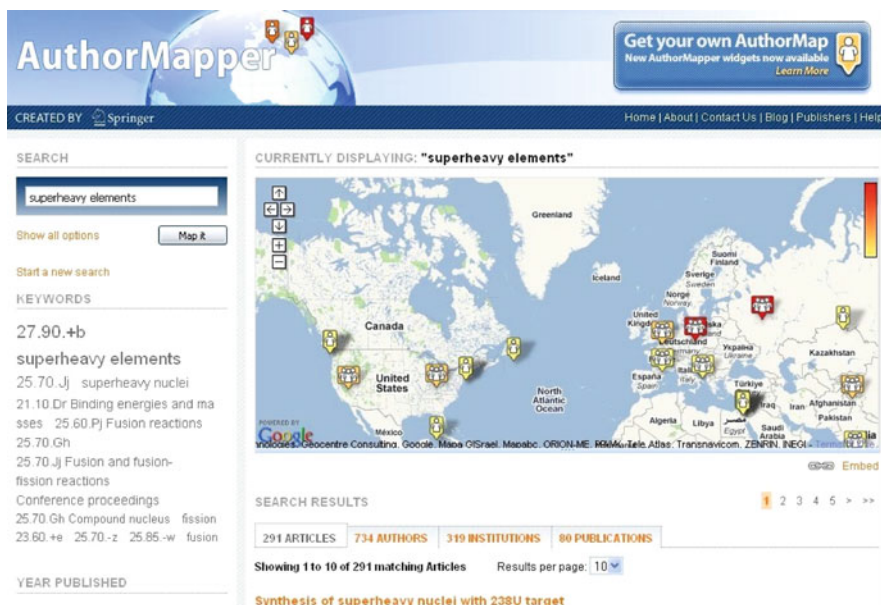 AuthorMapper
Get your own AuthorMap
New AuthorMapper widgets now available
Learn More
CREATED BY Springer
Home | About | Contact Us | Blog | Publishers | Help
SEARCH
superheavy elements
Show all options
Map it
Start a new search
KEYWORDS
27.90.+b
superheavy elements
25.70.Jj superheavy nuclei
21.10.Dr Binding energies and ma
sses 25.60.Pj Fusion reactions
25.70.Gh
25.70.Jj Fusion and fusion-
fission reactions
Conference proceedings
25.70.Gh Compound nucleus fission
23.60.+e 25.70.-z 25.85.-w fusion
YEAR PUBLISHED
CURRENTLY DISPLAYING: "superheavy elements"
Greenland
Iceland
Suomi
Finland
Sverige
Sweden
Norge
Norway
United
Canada
United
States
North
Atlantic
Ocean
México
Україна
Ukraine
Kazakhstan
España
Spain
Türkiye
Algeria
Libya
Egypt
Iraq
Iran
Afghanistan
Pakistan
Saudi
Arabia
POWERED BY
Google
Embed
SEARCH RESULTS
1 2 3 4 5 > >>
291 ARTICLES
734 AUTHORS
319 INSTITUTIONS
80 PUBLICATIONS
Showing 1 to 10 of 291 matching Articles
Results per page: 10
Synthesis of superheavy nuclei with 238U target